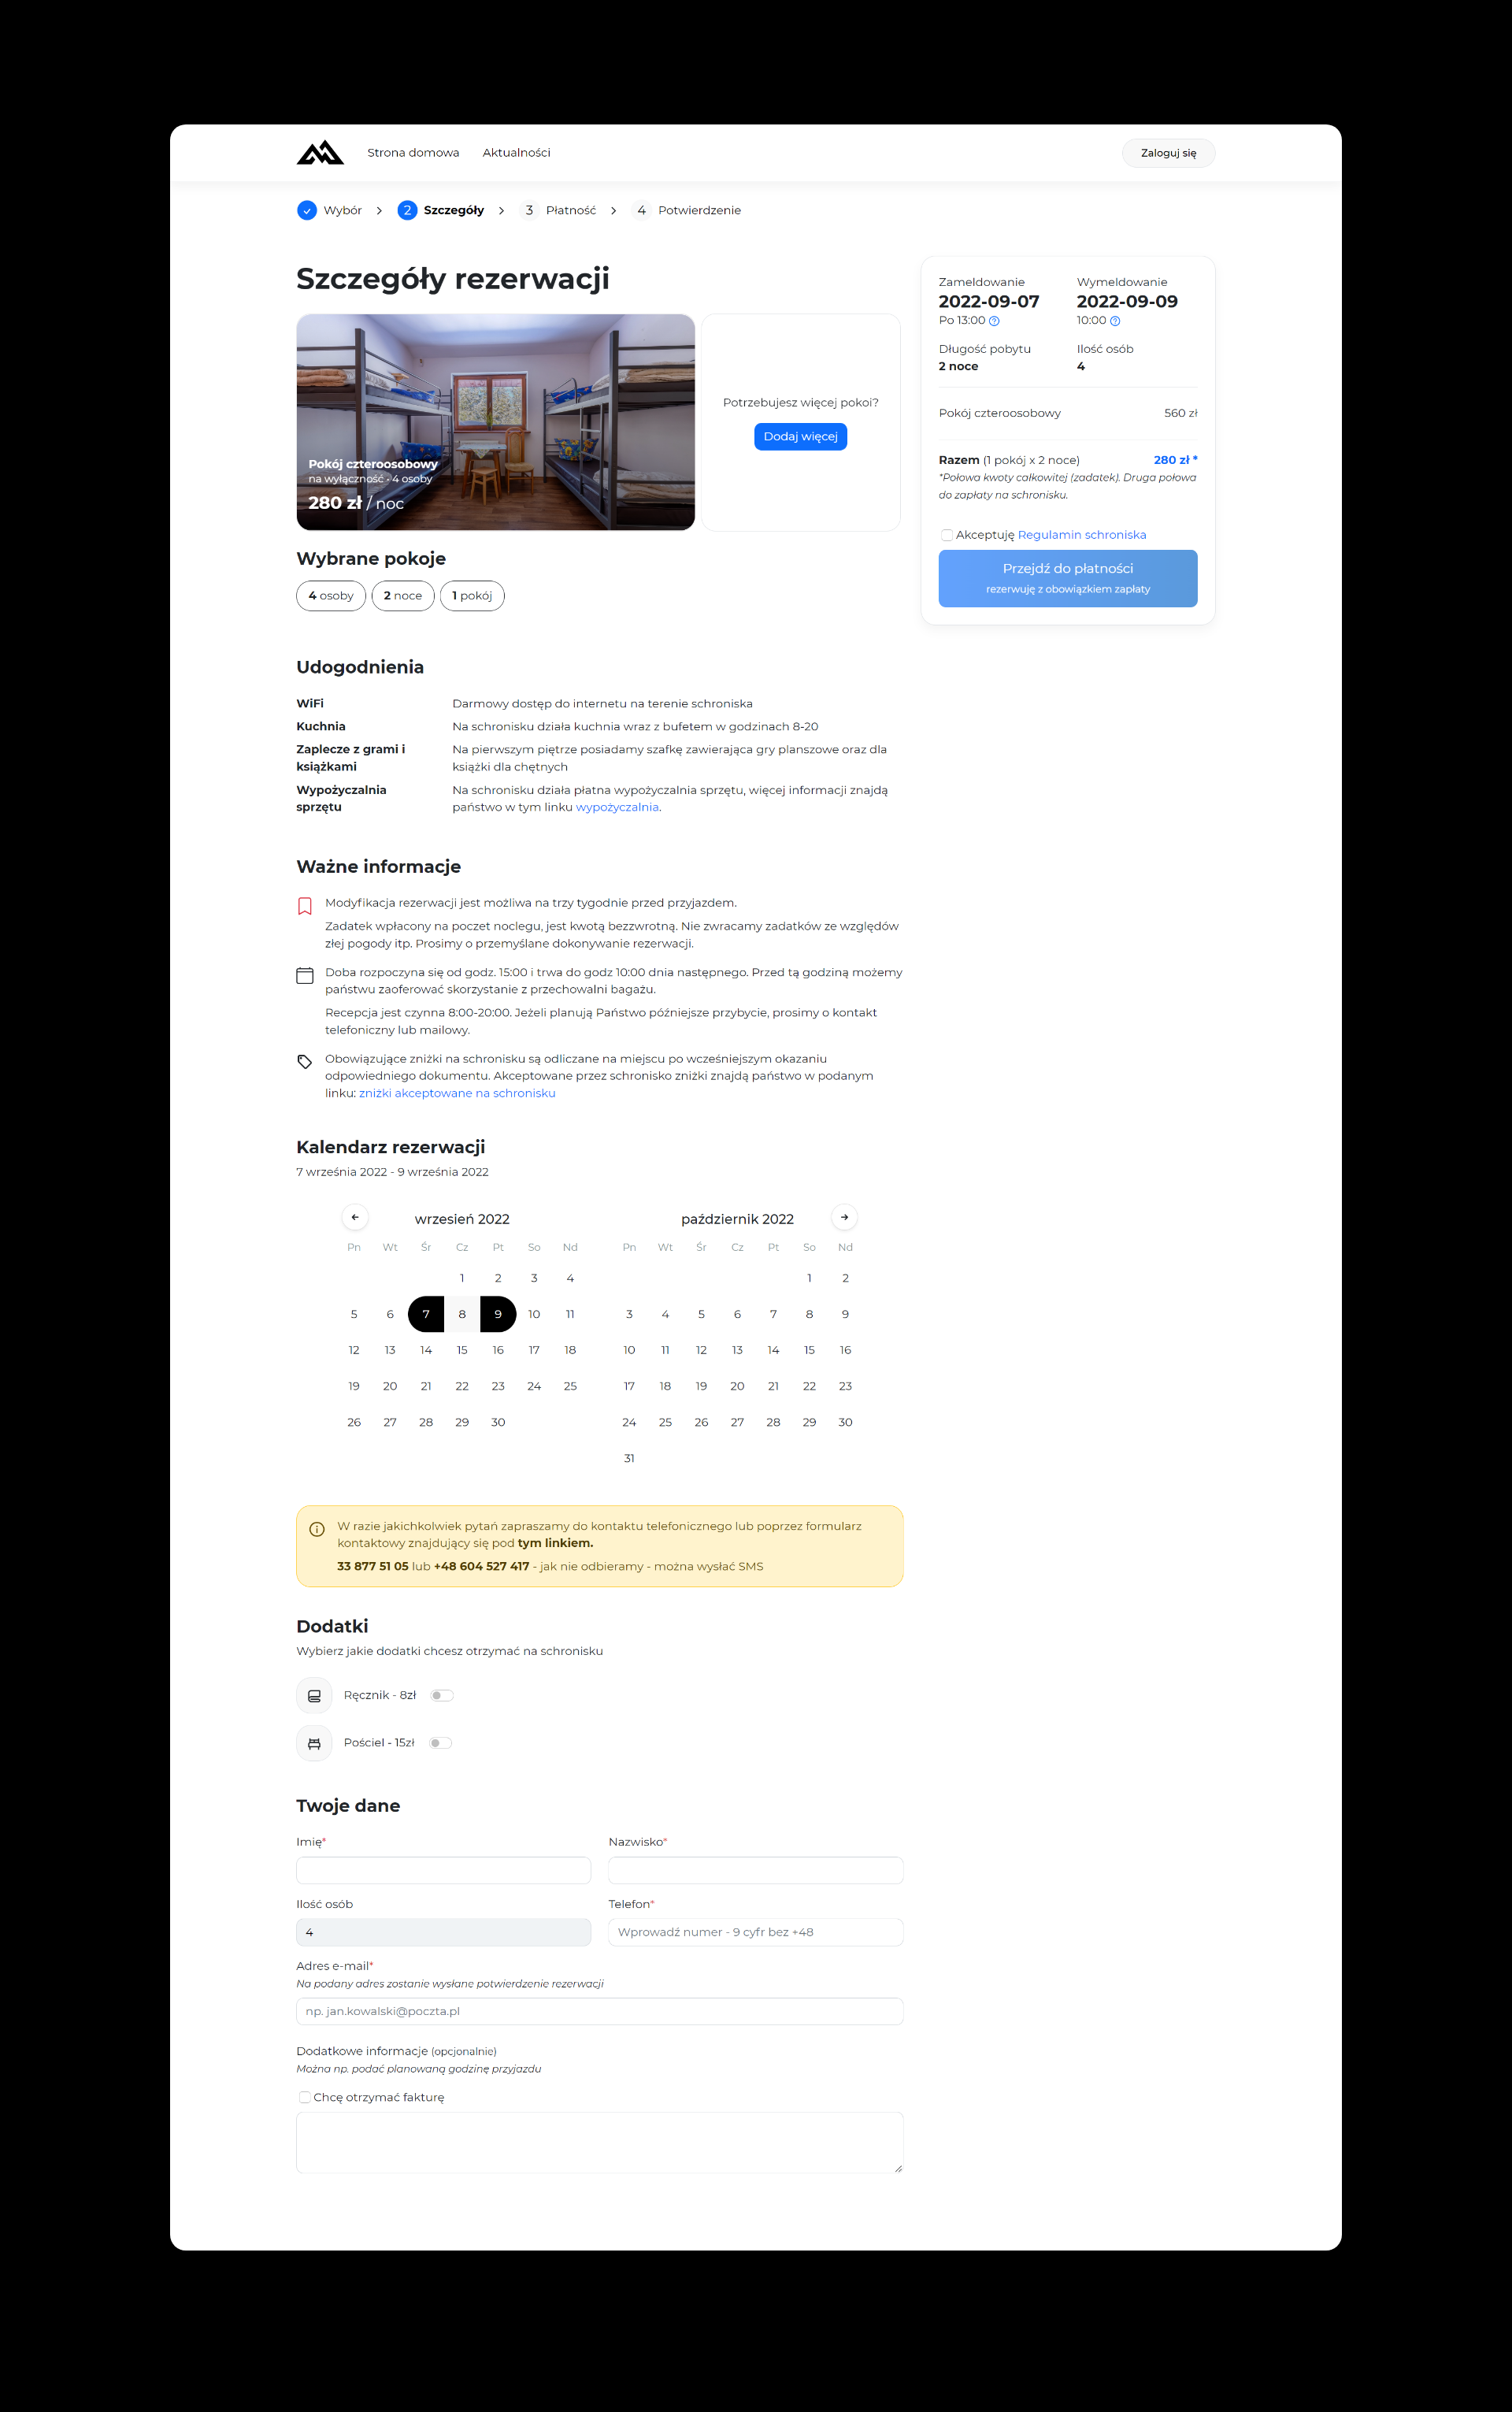 Strona domowa
Aktualności
Zaloguj się
Wybór
2 Szczegóły
3 Płatność
4 Potwierdzenie
Szczegóły rezerwacji
Pokój czteroosobowy
na wyłączność - 4 osoby
280 zł / noc
Potrzebujesz więcej pokoi?
Dodaj więcej
Zameldowanie
2022-09-07
Po 13:00
Wymeldowanie
2022-09-09
10:00
Długość pobytu
2 noce
Ilość osób
4
Pokój czteroosobowy 560 zł
Razem (1 pokój x 2 noce) 280 zł *
*Połowa kwoty całkowitej (zadatek). Druga połowa
do zapłaty na schronisku.
Akceptuję Regulamin schroniska
Przejdź do płatności
rezerwuję z obowiązkiem zapłaty
Wybrane pokoje
4 osoby
2 noce
1 pokój
Udogodnienia
WiFi
Darmowy dostęp do internetu na terenie schroniska
Kuchnia
Na schronisku działa kuchnia wraz z bufetem w godzinach 8-20
Zaplecze z grami i
książkami
Na pierwszym piętrze posiadamy szafkę zawierająca gry planszowe oraz dla
książki dla chętnych
Wypożyczalnia
sprzętu
Na schronisku działa płatna wypożyczalnia sprzętu, więcej informacji znajdą
państwo w tym linku wypożyczalnia.
Ważne informacje
Modyfikacja rezerwacji jest możliwa na trzy tygodnie przed przyjazdem.
Zadatek wpłacony na poczet noclegu, jest kwotą bezzwrotną. Nie zwracamy zadatków ze względów
złej pogody itp. Prosimy o przemyślane dokonywanie rezerwacji.
Doba rozpoczyna się od godz. 15:00 i trwa do godz 10:00 dnia następnego. Przed tą godziną możemy
państwu zaoferować skorzystanie z przechowalni bagażu.
Recepcja jest czynna 8:00-20:00. Jeżeli planują Państwo późniejsze przybycie, prosimy o kontakt
telefoniczny lub mailowy.
Obowiązujące zniżki na schronisku są odliczane na miejscu po wcześniejszym okazaniu
odpowiedniego dokumentu. Akceptowane przez schronisko zniżki znajdą państwo w podanym
linku: zniżki akceptowane na schronisku
Kalendarz rezerwacji
7 września 2022 - 9 września 2022
wrzesień 2022
Pn Wt Śr Cz Pt So Nd
1 2 3 4
5 6 7 8 9 10 11
12 13 14 15 16 17 18
19 20 21 22 23 24 25
26 27 28 29 30
październik 2022
Pn Wt Śr Cz Pt So Nd
1 2
3 4 5 6 7 8 9
10 11 12 13 14 15 16
17 18 19 20 21 22 23
24 25 26 27 28 29 30
31
W razie jakichkolwiek pytań zapraszamy do kontaktu telefonicznego lub poprzez formularz
kontaktowy znajdujący się pod tym linkiem.
33 877 51 05 lub +48 604 527 417 - jak nie odbieramy - można wysłać SMS
Dodatki
Wybierz jakie dodatki chcesz otrzymać na schronisku
Ręcznik - 8zł
Pościel - 15zł
Twoje dane
Imię*
Nazwisko*
Ilość osób
4
Telefon*
Wprowadź numer - 9 cyfr bez +48
Adres e-mail*
Na podany adres zostanie wysłane potwierdzenie rezerwacji
np. jan.kowalski@poczta.pl
Dodatkowe informacje (opcjonalnie)
Można np. podać planowaną godzinę przyjazdu
Chcę otrzymać fakturę